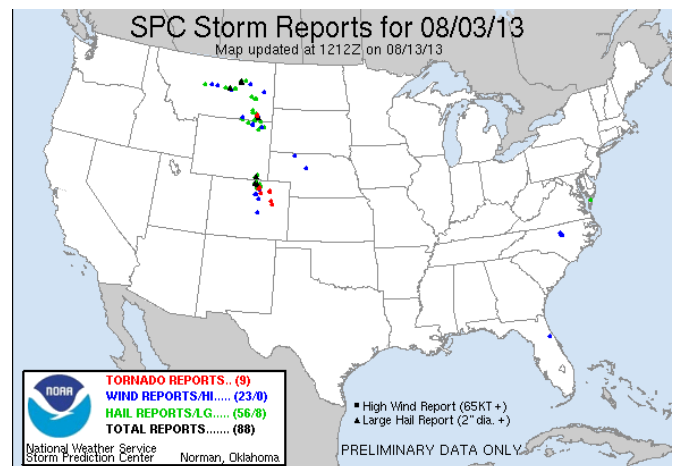 SPC Storm Reports for 08/03/13
Map updated at 1212Z on 08/13/13
NOAA
TORNADO REPORTS.. (9)
WIND REPORTS/HI..... (23/0)
HAIL REPORTS/LG..... (56/8)
TOTAL REPORTS....... (88)
National Weather Service
Storm Prediction Center Norman, Oklahoma
High Wind Report (65KT +)
Large Hail Report (2" dia. +)
PRELIMINARY DATA ONLY